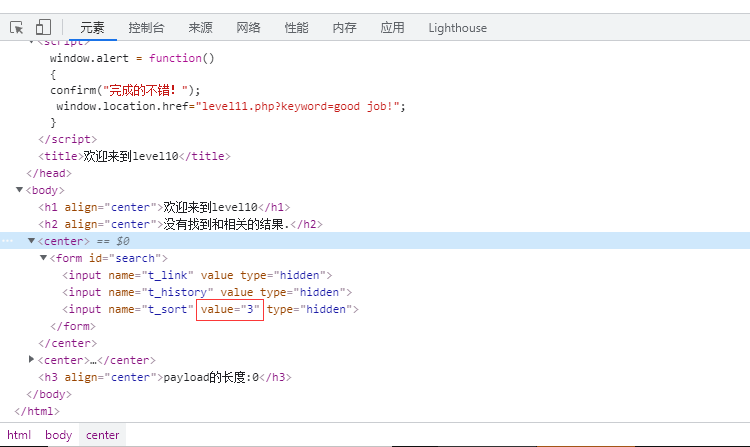 元素 控制台 来源 网络 性能 内存 应用 Lighthouse
▼<script>
window.alert = function()
{
confirm("完成的不错！");
window.location.href="level11.php?keyword=good job!";
}
</script>
<title>欢迎来到level10</title>
</head>
▼<body>
<h1 align="center">欢迎来到level10</h1>
<h2 align="center">没有找到和相关的结果.</h2>
… ▼<center> == $0
▼<form id="search">
<input name="t_link" value type="hidden">
<input name="t_history" value type="hidden">
<input name="t_sort" value="3" type="hidden">
</form>
</center>
▶<center>…</center>
<h3 align="center">payload的长度:0</h3>
</body>
</html>
html body center